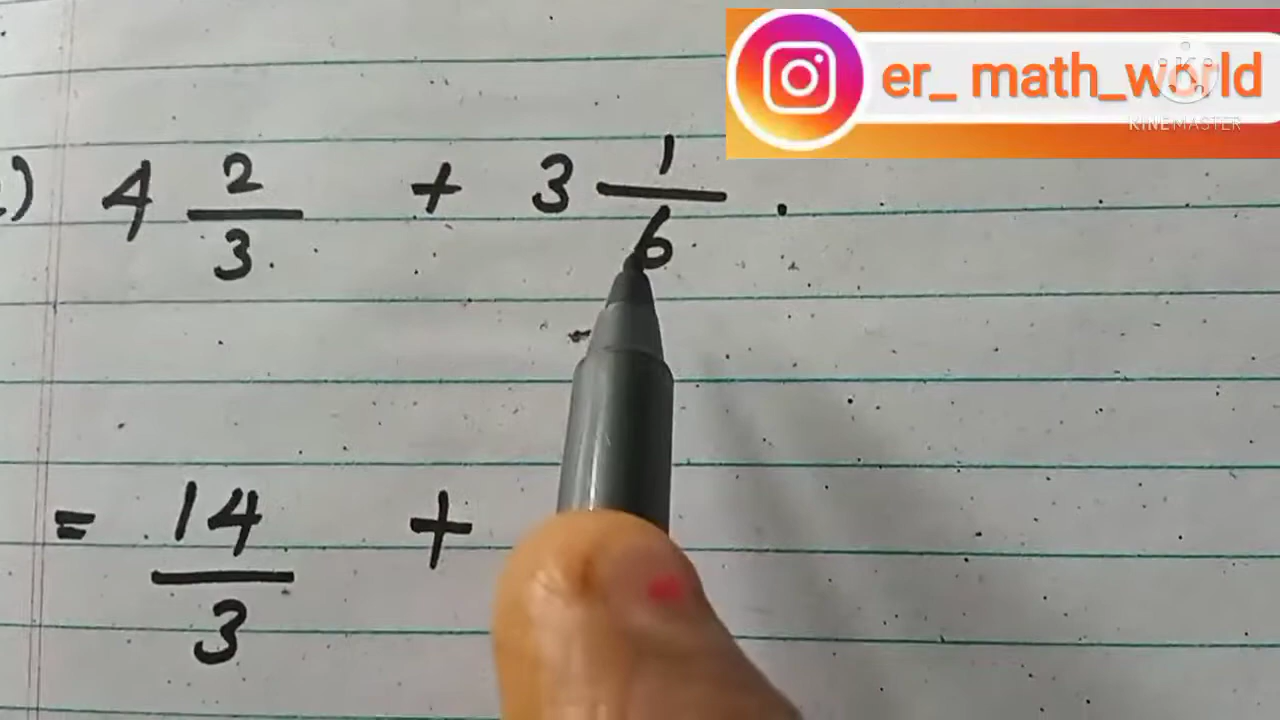 er_ math_world
KINEMASTER
) 4 2/3 + 3 1/6 .
= 14/3 +